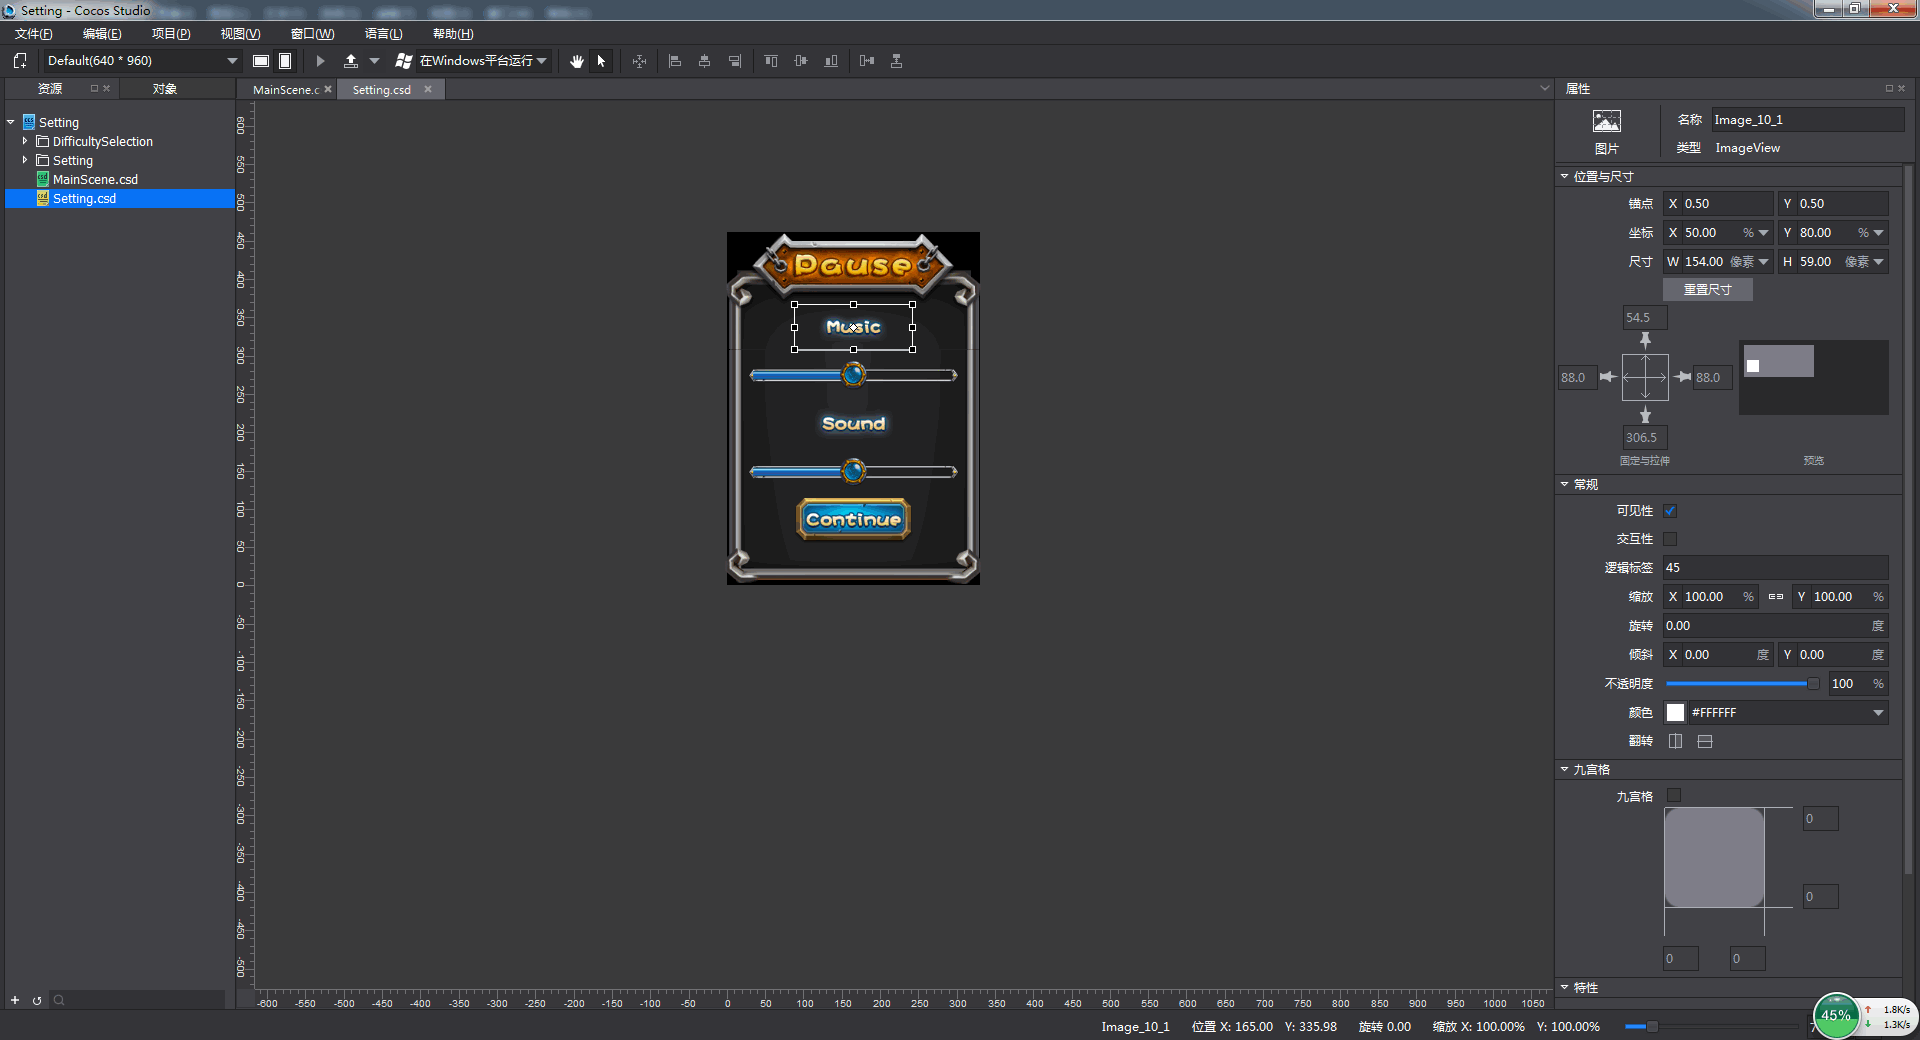 Setting - Cocos Studio
文件(F) 编辑(E) 项目(P) 视图(V) 窗口(W) 语言(L) 帮助(H)
Default(640 * 960) 在Windows平台运行
资源 对象 MainScene.c Setting.csd 属性
Setting
DifficultySelection
Setting
MainScene.csd
Setting.csd
600
550
500
450
400
350
300
250
200
150
100
50
0
-50
-100
-150
-200
-250
-300
-350
-400
-450
-500
Pause
Music
Sound
Continue
-600 -550 -500 -450 -400 -350 -300 -250 -200 -150 -100 -50 0 50 100 150 200 250 300 350 400 450 500 550 600 650 700 750 800 850 900 950 1000 1050
图片
名称 Image_10_1
类型 ImageView
位置与尺寸
锚点 X 0.50 Y 0.50
坐标 X 50.00 % Y 80.00 %
尺寸 W 154.00 像素 H 59.00 像素
重置尺寸
54.5
88.0 88.0
306.5
固定与拉伸 预览
常规
可见性
交互性
逻辑标签 45
缩放 X 100.00 % Y 100.00 %
旋转 0.00 度
倾斜 X 0.00 度 Y 0.00 度
不透明度 100 %
颜色 #FFFFFF
翻转
九宫格
九宫格
0
0
0 0
特性
Image_10_1 位置 X: 165.00 Y: 335.98 旋转 0.00 缩放 X: 100.00% Y: 100.00%
45% 1.8K/s
1.3K/s